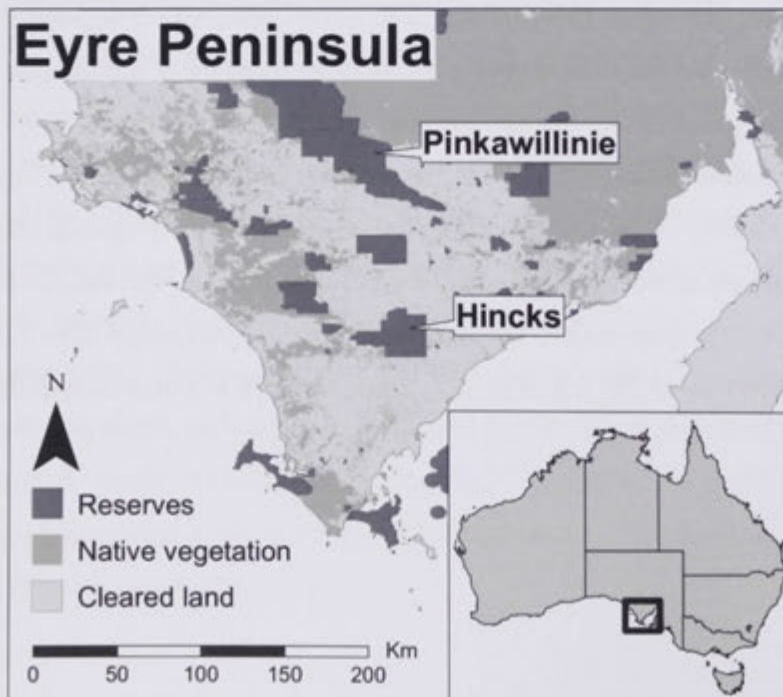 Eyre Peninsula
Pinkawillinie
Hincks
N
Reserves
Native vegetation
Cleared land
Km
0 50 100 150 200